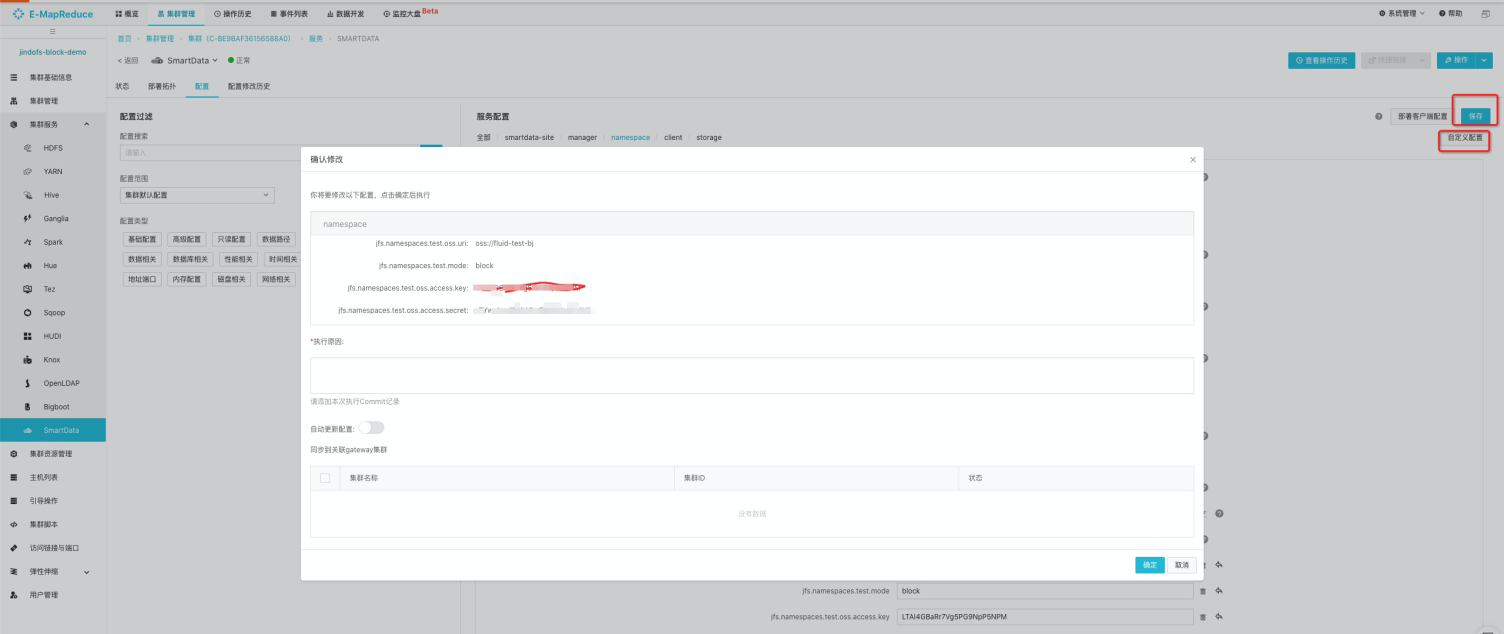 E-MapReduce
概览
集群管理
操作历史
事件列表
数据开发
监控大盘 Beta
系统管理
帮助
jindofs-block-demo
首页 集群管理 集群（C-BE9BAF36156588A0） 服务 SMARTDATA
< 返回 SmartData 正常
查看操作历史
快捷链接
操作
状态 部署拓扑 配置 配置修改历史
集群基础信息
集群管理
集群服务
HDFS
YARN
Hive
Ganglia
Spark
Hue
Tez
Sqoop
HUDI
Knox
OpenLDAP
Bigboot
SmartData
集群资源管理
主机列表
引导操作
集群脚本
访问链接与端口
弹性伸缩
用户管理
配置过滤
配置搜索
请输入
配置范围
集群默认配置
配置类型
基础配置 高级配置 只读配置 数据路径
数据相关 数据库相关 性能相关 时间相关
地址端口 内存配置 磁盘相关 网络相关
服务配置
部署客户端配置
保存
全部 smartdata-site manager namespace client storage
自定义配置
确认修改
你将要修改以下配置，点击确定后执行
namespace
jfs.namespaces.test.oss.uri: oss://fluid-test-bj
jfs.namespaces.test.mode: block
jfs.namespaces.test.oss.access.key:
jfs.namespaces.test.oss.access.secret:
*执行原因:
请添加本次执行Commit记录
自动更新配置:
同步到关联gateway集群
集群名称 集群ID 状态
没有数据
确定 取消
jfs.namespaces.test.mode block
jfs.namespaces.test.oss.access.key LTAI4GBaRr7Vg5PG9NpP5NPM